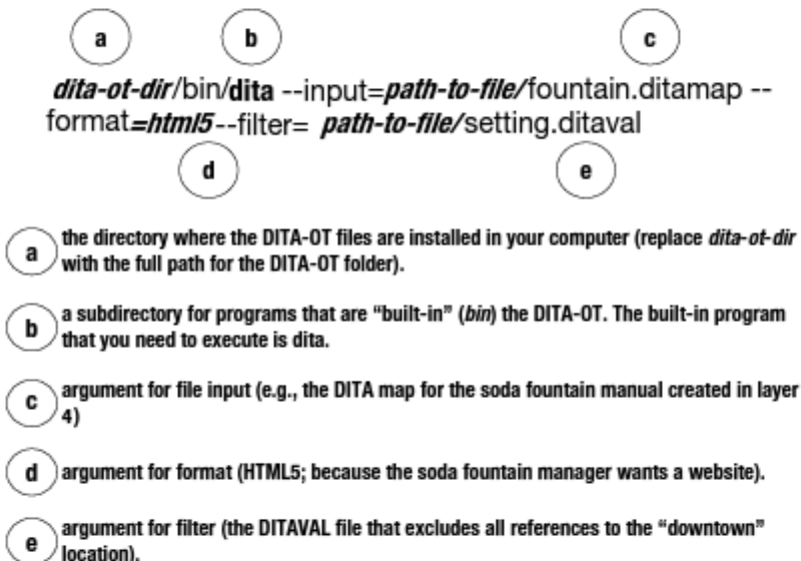 a b c
dita-ot-dir/bin/dita --input=path-to-file/fountain.ditamap --
format=html5--filter= path-to-file/setting.ditaval
d e
a the directory where the DITA-OT files are installed in your computer (replace dita-ot-dir
with the full path for the DITA-OT folder).
b a subdirectory for programs that are “built-in” (bin) the DITA-OT. The built-in program
that you need to execute is dita.
c argument for file input (e.g., the DITA map for the soda fountain manual created in layer
4)
d argument for format (HTML5; because the soda fountain manager wants a website).
e argument for filter (the DITAVAL file that excludes all references to the “downtown”
location).